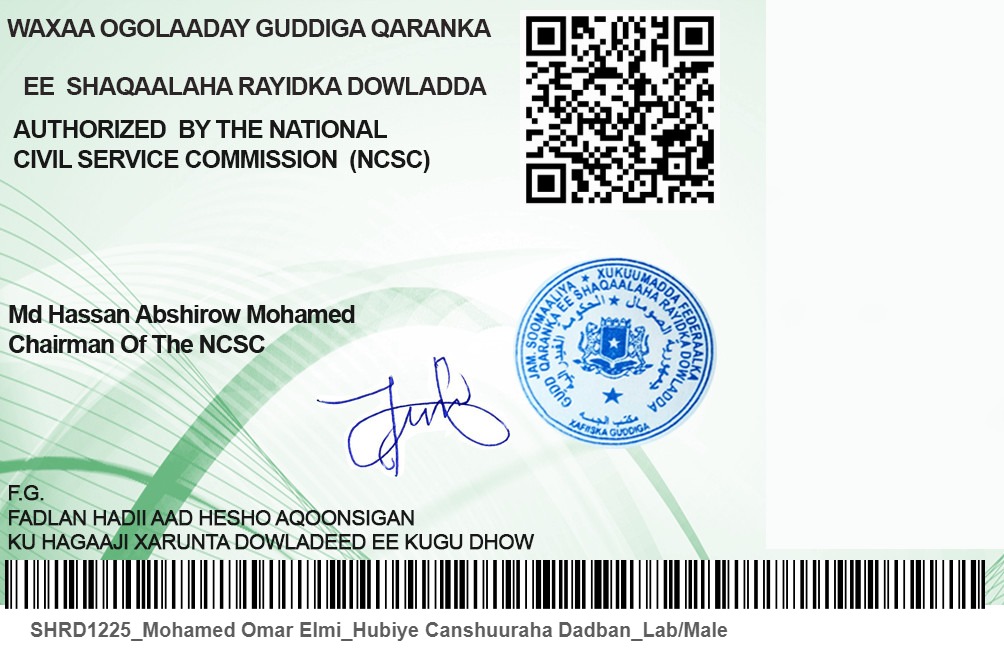 WAXAA OGOLAADAY GUDDIGA QARANKA
EE SHAQAALAHA RAYIDKA DOWLADDA
AUTHORIZED BY THE NATIONAL
CIVIL SERVICE COMMISSION (NCSC)
Md Hassan Abshirow Mohamed
Chairman Of The NCSC
JAM. SOOMAALIYA ★ XUKUUMADDA FEDERAALKA
GUDD QARANKA EE SHAQAALAHA RAYIDKA DOWLADDA
XAFIISKA GUDDIGA
F.G.
FADLAN HADII AAD HESHO AQOONSIGAN
KU HAGAAJI XARUNTA DOWLADEED EE KUGU DHOW
SHRD1225_Mohamed Omar Elmi_Hubiye Canshuuraha Dadban_Lab/Male